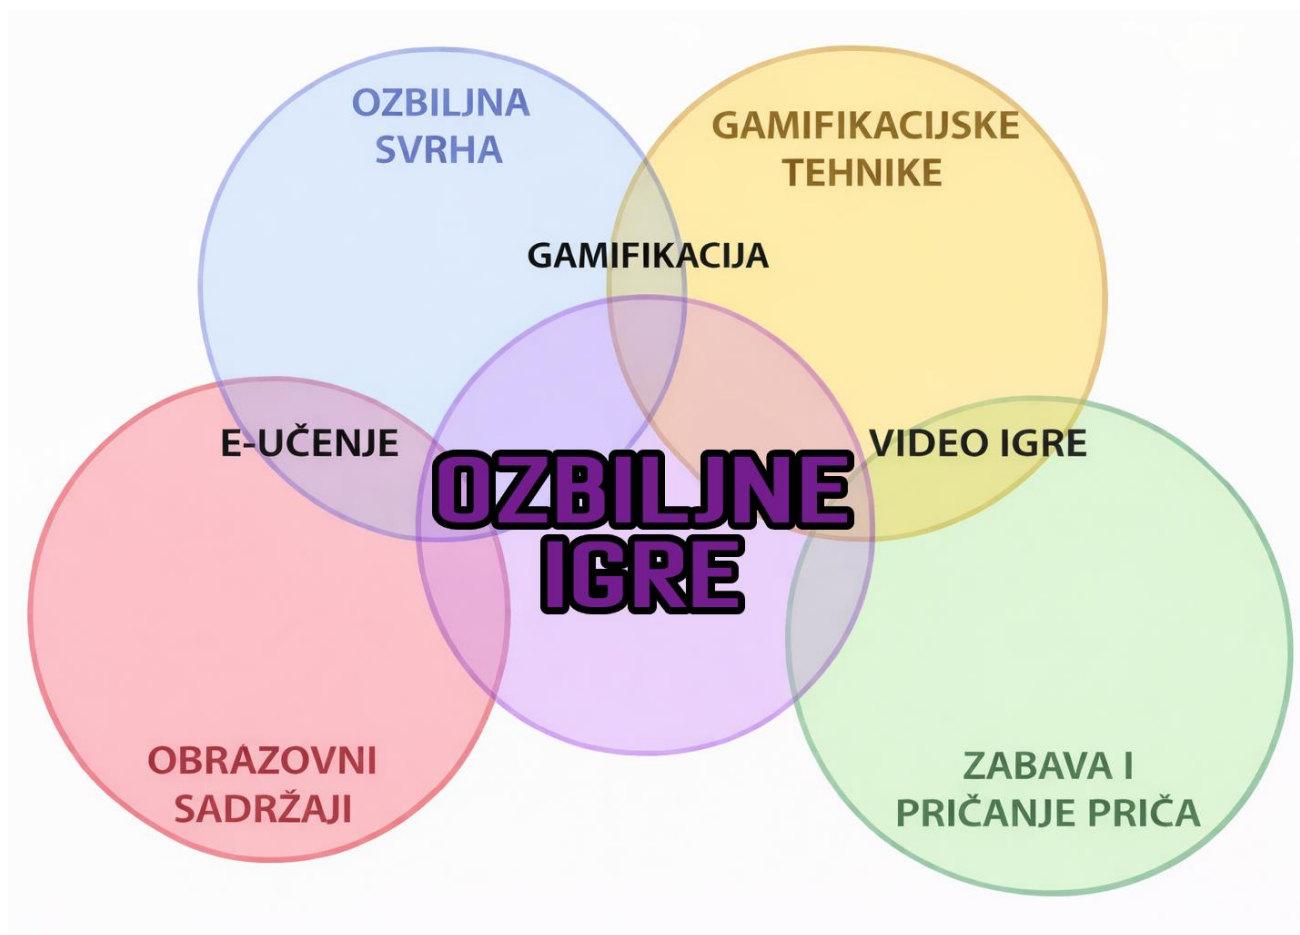 OZBILJNA
SVRHA
GAMIFIKACIJSKE
TEHNIKE
GAMIFIKACIJA
E-UČENJE
VIDEO IGRE
OZBILJNE
IGRE
OBRAZOVNI
SADRŽAJI
ZABAVA I
PRIČANJE PRIČA